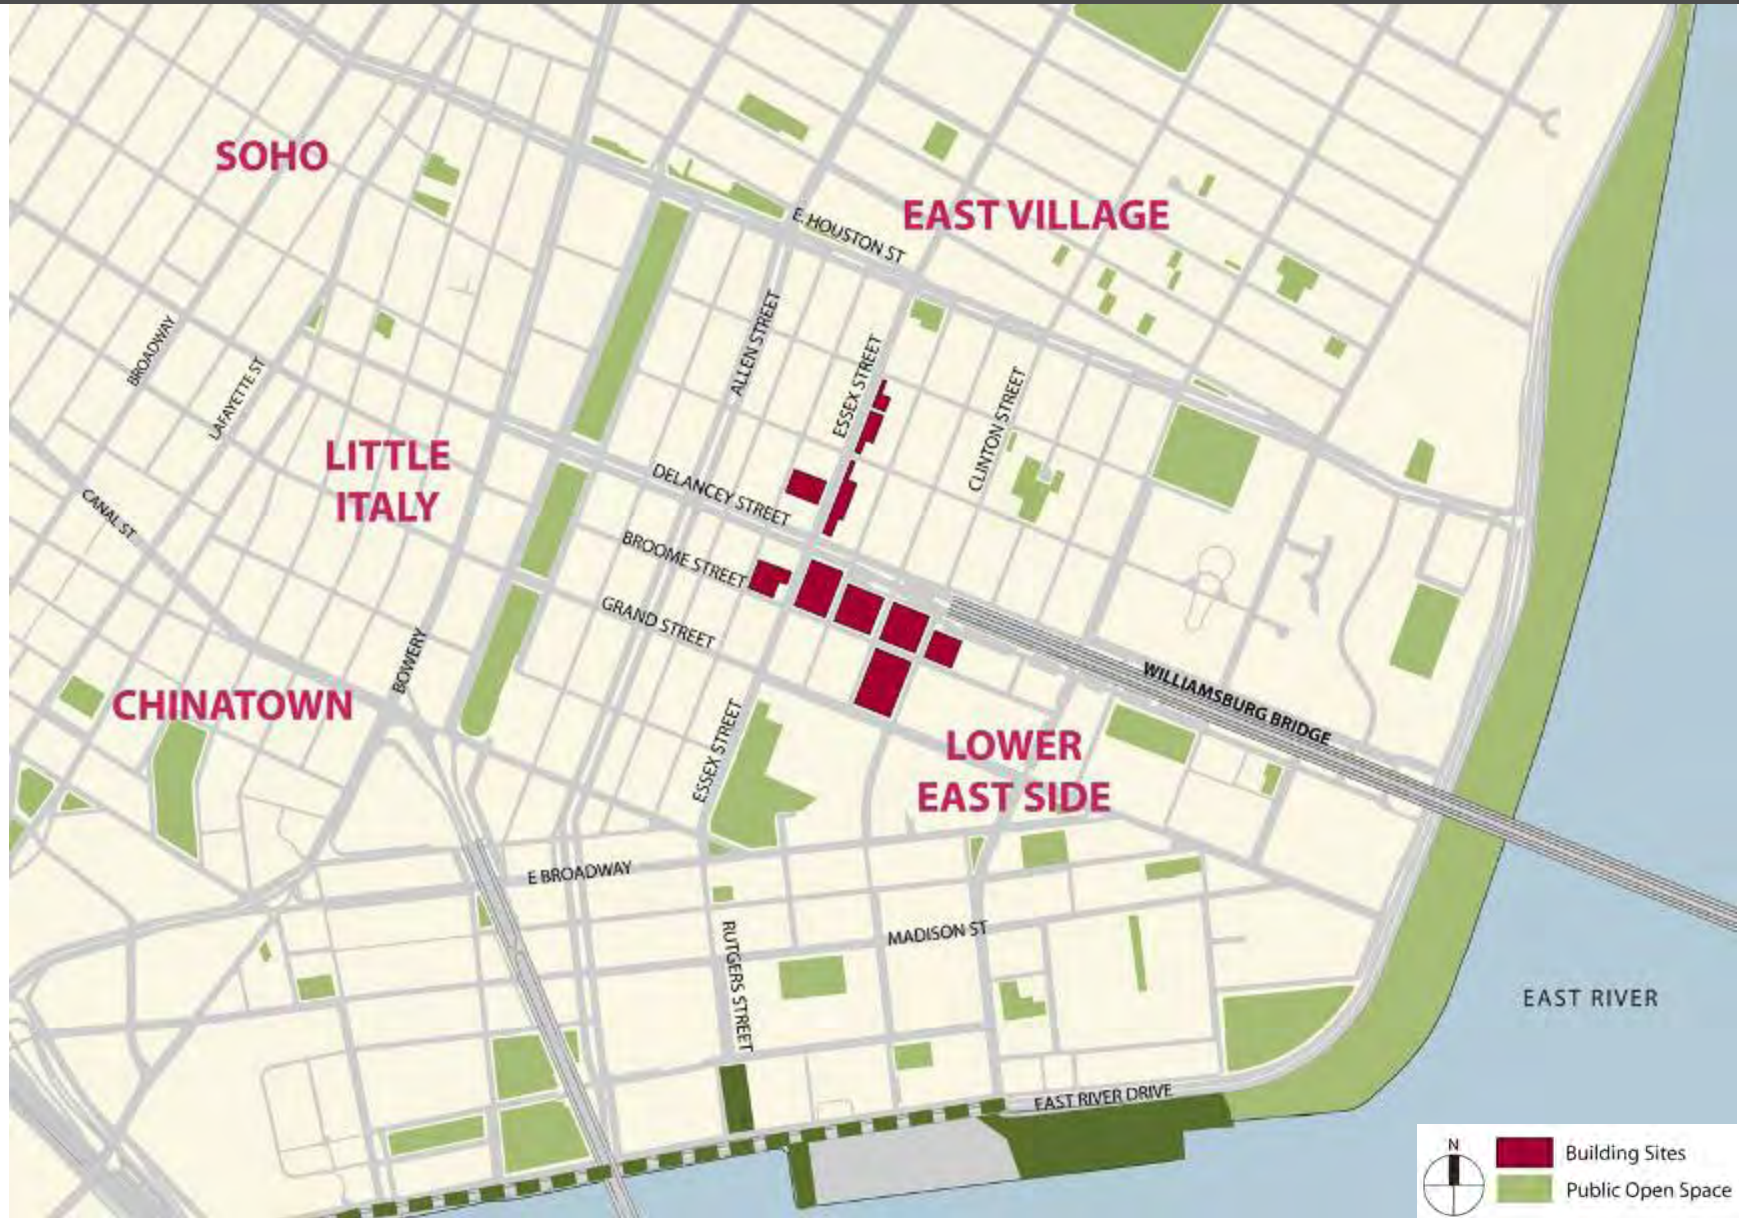 SOHO
EAST VILLAGE
E. HOUSTON ST
ALLEN STREET
ESSEX STREET
CLINTON STREET
BROADWAY
LAFAYETTE ST
LITTLE
ITALY
DELANCEY STREET
CANAL ST
BROOME STREET
GRAND STREET
BOWERY
CHINATOWN
ESSEX STREET
WILLIAMSBURG BRIDGE
LOWER
EAST SIDE
E BROADWAY
RUTGERS STREET
MADISON ST
EAST RIVER
EAST RIVER DRIVE
N
Building Sites
Public Open Space